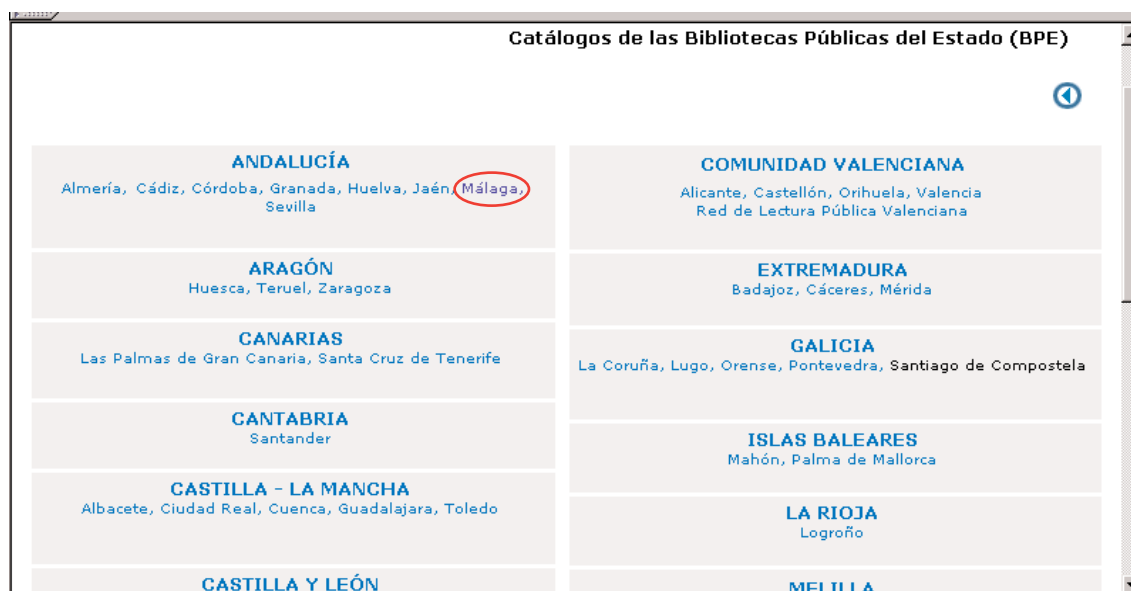 Catálogos de las Bibliotecas Públicas del Estado (BPE)
ANDALUCÍA
Almería, Cádiz, Córdoba, Granada, Huelva, Jaén, Málaga,
Sevilla
ARAGÓN
Huesca, Teruel, Zaragoza
CANARIAS
Las Palmas de Gran Canaria, Santa Cruz de Tenerife
CANTABRIA
Santander
CASTILLA - LA MANCHA
Albacete, Ciudad Real, Cuenca, Guadalajara, Toledo
CASTILLA Y LEÓN
COMUNIDAD VALENCIANA
Alicante, Castellón, Orihuela, Valencia
Red de Lectura Pública Valenciana
EXTREMADURA
Badajoz, Cáceres, Mérida
GALICIA
La Coruña, Lugo, Orense, Pontevedra, Santiago de Compostela
ISLAS BALEARES
Mahón, Palma de Mallorca
LA RIOJA
Logroño
MELILLA